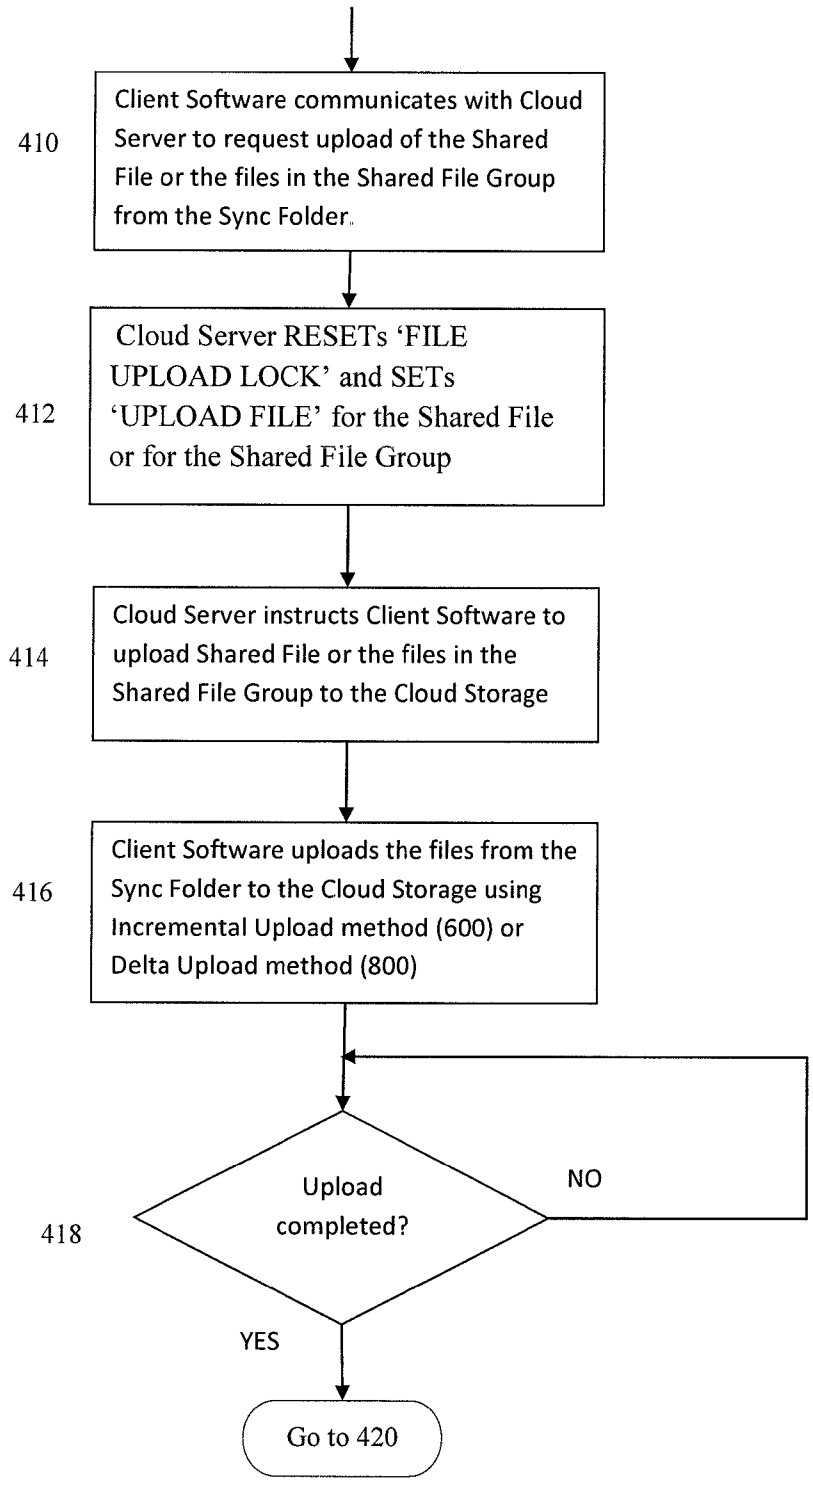 410
Client Software communicates with Cloud
Server to request upload of the Shared
File or the files in the Shared File Group
from the Sync Folder.
412
Cloud Server RESETs ‘FILE
UPLOAD LOCK’ and SETs
‘UPLOAD FILE’ for the Shared File
or for the Shared File Group
414
Cloud Server instructs Client Software to
upload Shared File or the files in the
Shared File Group to the Cloud Storage
416
Client Software uploads the files from the
Sync Folder to the Cloud Storage using
Incremental Upload method (600) or
Delta Upload method (800)
418
Upload
completed?
NO
YES
Go to 420